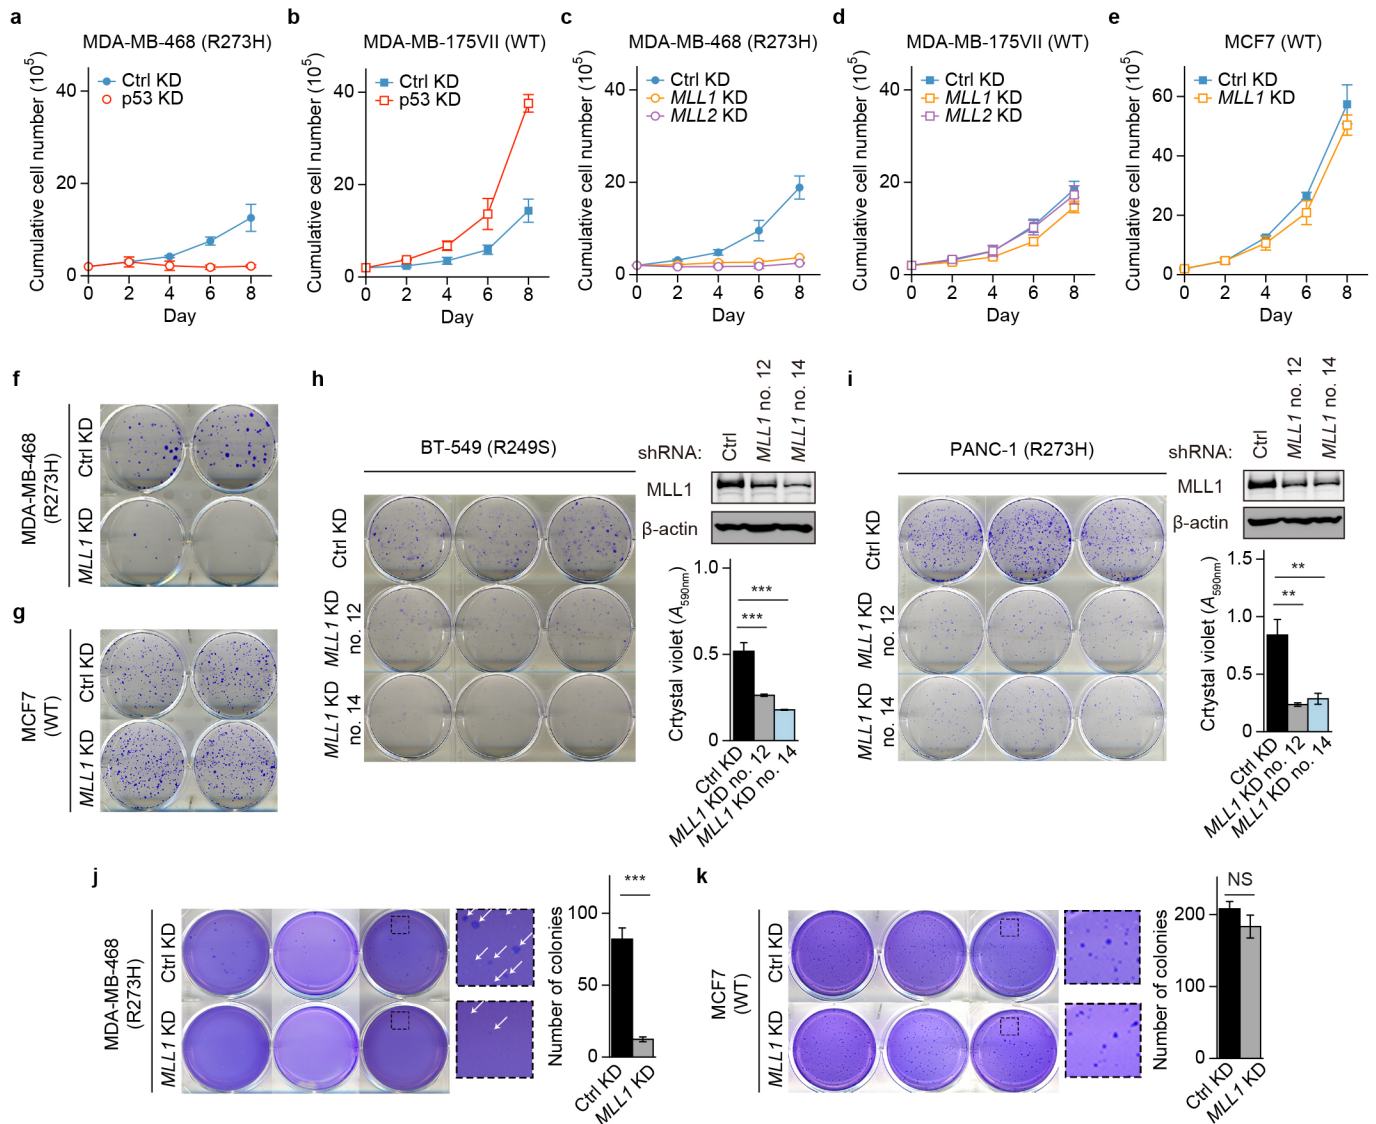 a
MDA-MB-468 (R273H)
Ctrl KD
p53 KD
Cumulative cell number (10⁵)
40
20
0
0 2 4 6 8
Day
b
MDA-MB-175VII (WT)
Ctrl KD
p53 KD
Cumulative cell number (10⁵)
40
20
0
0 2 4 6 8
Day
c
MDA-MB-468 (R273H)
Ctrl KD
MLL1 KD
MLL2 KD
Cumulative cell number (10⁵)
40
20
0
0 2 4 6 8
Day
d
MDA-MB-175VII (WT)
Ctrl KD
MLL1 KD
MLL2 KD
Cumulative cell number (10⁵)
40
20
0
0 2 4 6 8
Day
e
MCF7 (WT)
Ctrl KD
MLL1 KD
Cumulative cell number (10⁵)
60
40
20
0
0 2 4 6 8
Day
f
MDA-MB-468
(R273H)
Ctrl KD
MLL1 KD
g
MCF7
(WT)
Ctrl KD
MLL1 KD
h
BT-549 (R249S)
Ctrl KD
MLL1 KD
no. 12
MLL1 KD
no. 14
shRNA:
Ctrl
MLL1 no. 12
MLL1 no. 14
MLL1
β-actin
Crtystal violet (A590nm)
1.0
0.5
0
***
***
Ctrl KD
MLL1 KD no. 12
MLL1 KD no. 14
i
PANC-1 (R273H)
Ctrl KD
MLL1 KD
no. 12
MLL1 KD
no. 14
shRNA:
Ctrl
MLL1 no. 12
MLL1 no. 14
MLL1
β-actin
Crtystal violet (A590nm)
1.5
1.0
0.5
0
**
**
Ctrl KD
MLL1 KD no. 12
MLL1 KD no. 14
j
MDA-MB-468
(R273H)
Ctrl KD
MLL1 KD
Number of colonies
100
50
0
***
Ctrl KD
MLL1 KD
k
MCF7
(WT)
Ctrl KD
MLL1 KD
Number of colonies
200
100
0
NS
Ctrl KD
MLL1 KD